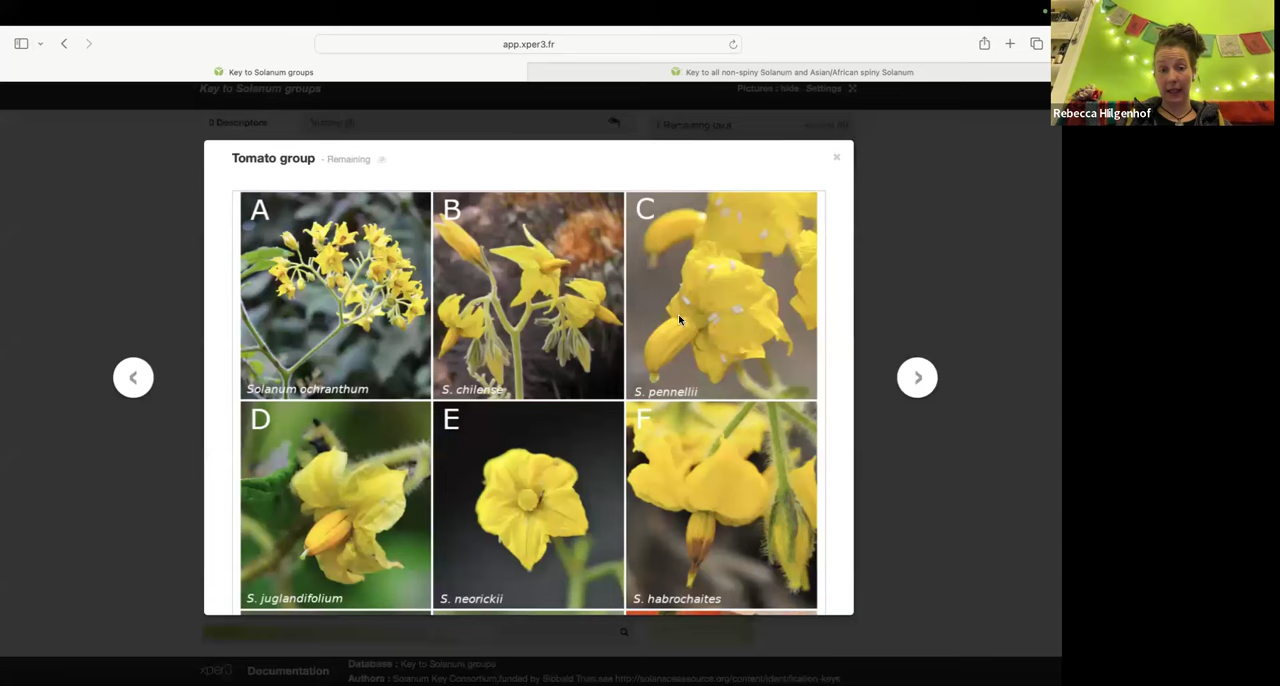 app.xper3.fr
Key to Solanum groups
Key to all non-spiny Solanum and Asian/African spiny Solanum
Key to Solanum groups
Pictures : hide Settings
Rebecca Hilgenhof
Tomato group - Remaining
A
B
C
Solanum ochranthum
S. chilense
S. pennellii
D
E
F
S. juglandifolium
S. neorickii
S. habrochaites
xper3 Documentation
Database : Key to Solanum groups
Authors : Solanum Key Consortium,funded by Sibbald Trust,see http://solanaceaesource.org/content/identification-keys